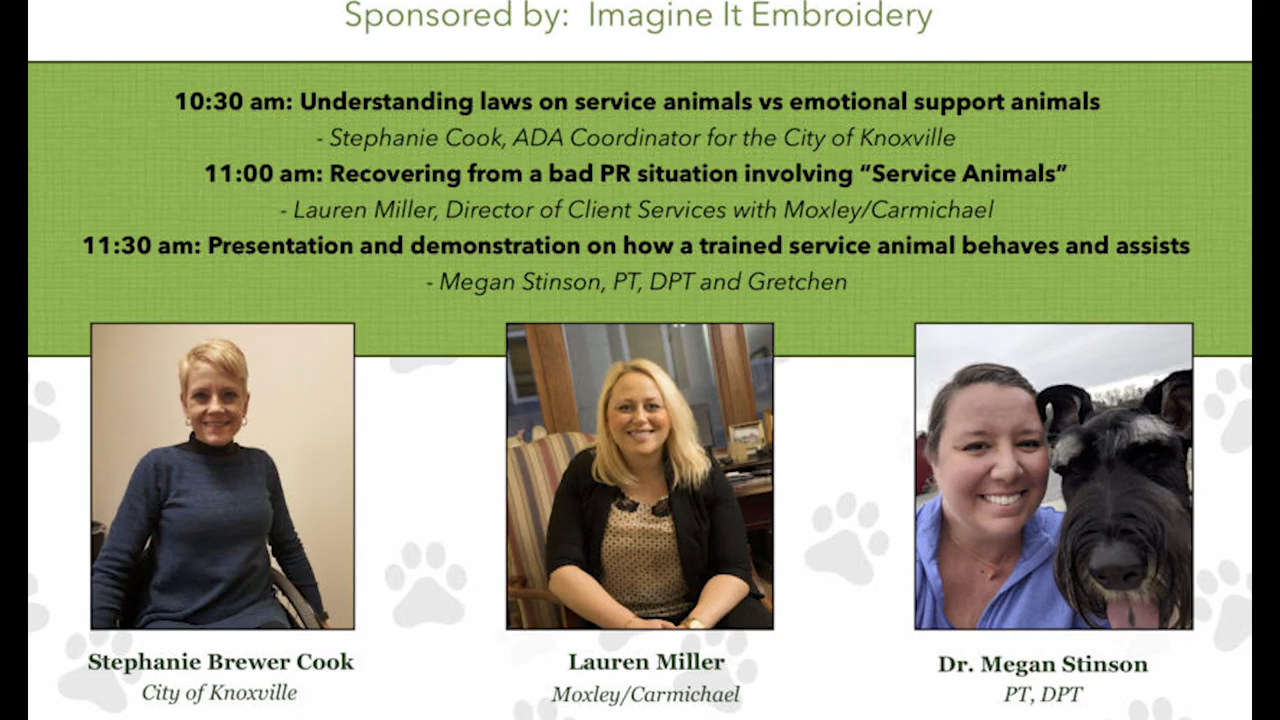 Sponsored by: Imagine It Embroidery
10:30 am: Understanding laws on service animals vs emotional support animals
- Stephanie Cook, ADA Coordinator for the City of Knoxville
11:00 am: Recovering from a bad PR situation involving “Service Animals”
- Lauren Miller, Director of Client Services with Moxley/Carmichael
11:30 am: Presentation and demonstration on how a trained service animal behaves and assists
- Megan Stinson, PT, DPT and Gretchen
Stephanie Brewer Cook
City of Knoxville
Lauren Miller
Moxley/Carmichael
Dr. Megan Stinson
PT, DPT